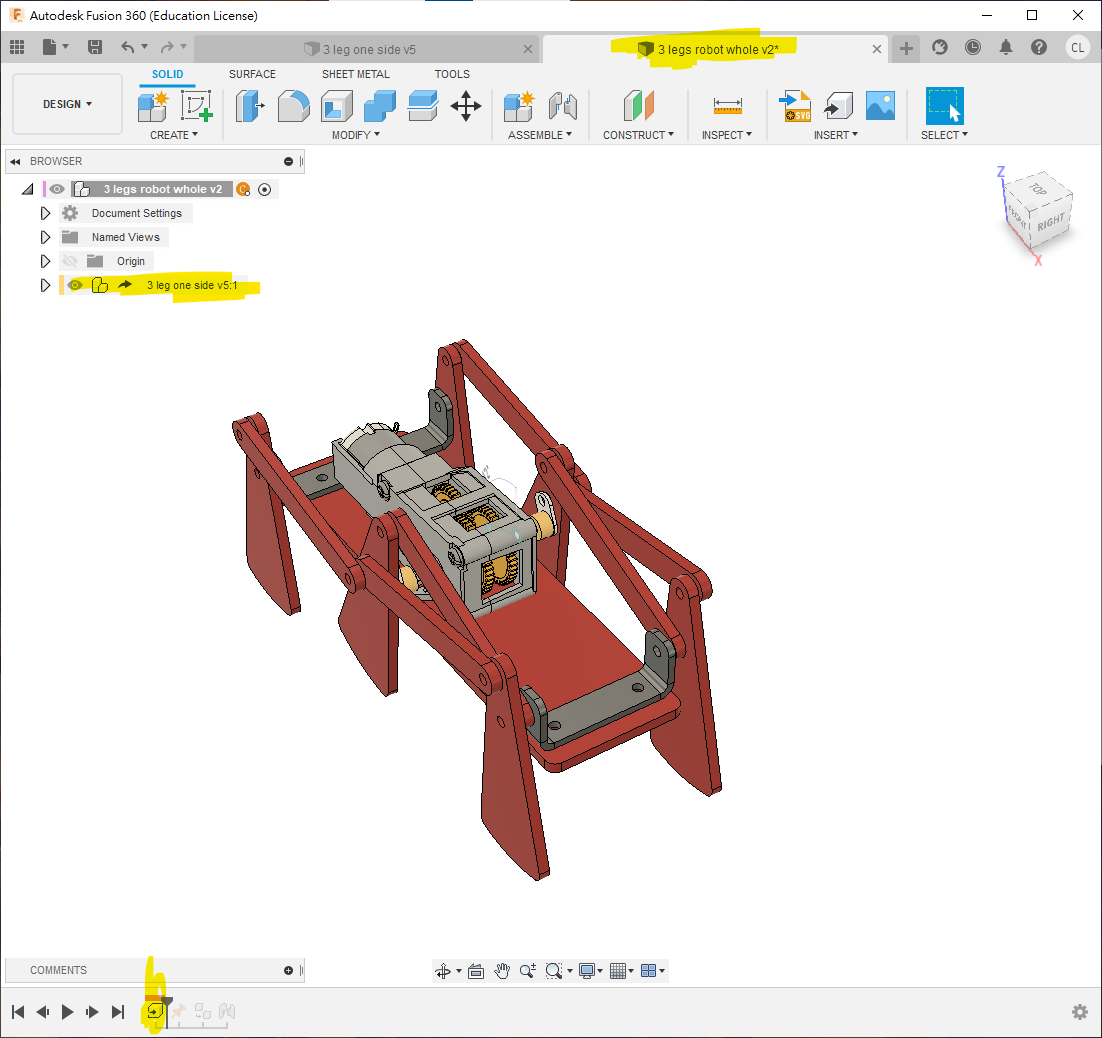 Autodesk Fusion 360 (Education License)
3 leg one side v5
3 legs robot whole v2*
CL
DESIGN
SOLID SURFACE SHEET METAL TOOLS
CREATE MODIFY ASSEMBLE CONSTRUCT INSPECT INSERT SELECT
SVG
BROWSER
3 legs robot whole v2
Document Settings
Named Views
Origin
3 leg one side v5:1
Z
TOP
FRONT
RIGHT
X
COMMENTS